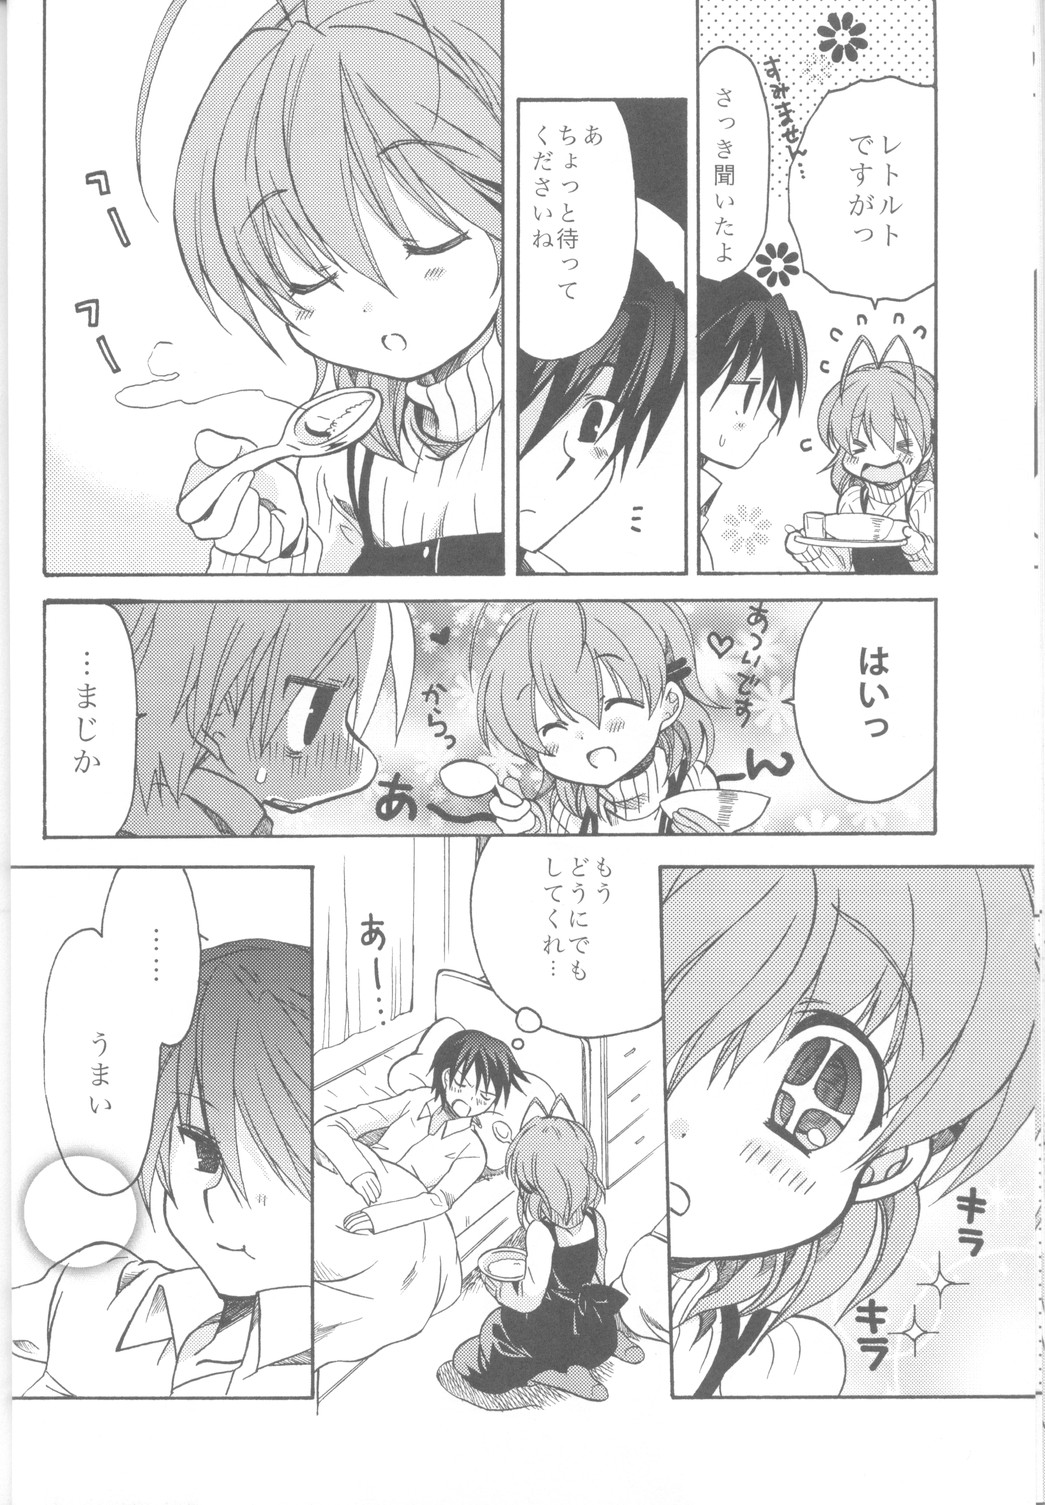 レトルト
ですがっ
すみません…
さっき聞いたよ
あ
ちょっと待って
くださいね
ふー
ふー
はいっ
あついです
からっ
あ〜〜ん
…まじか
キラ
キラ
もう
どうにでも
してくれ…
あー…
……
うまい